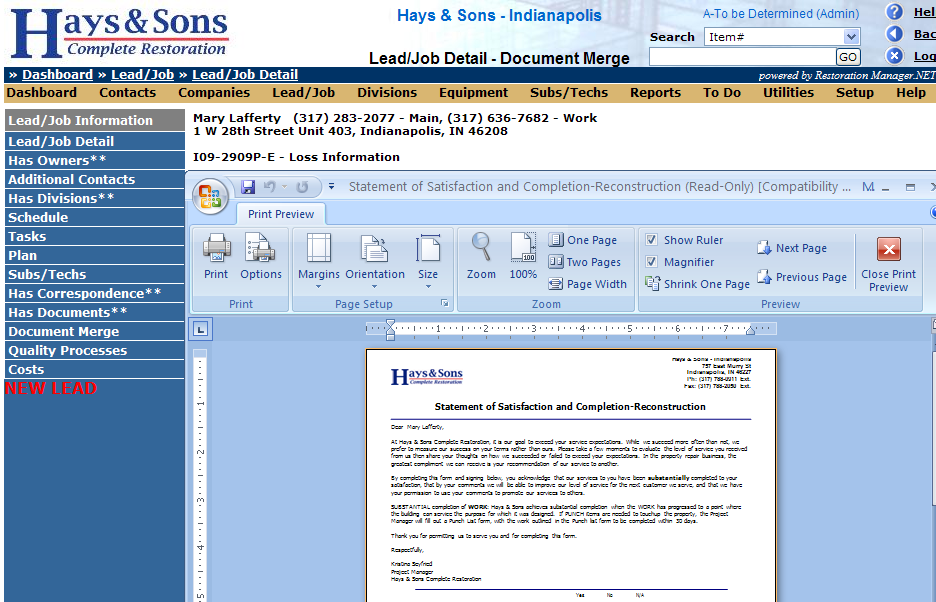 Hays & Sons
Complete Restoration
Hays & Sons - Indianapolis
A-To be Determined (Admin)
Hel
Search Item#
Bac
Lead/Job Detail - Document Merge
GO
Log
» Dashboard » Lead/Job » Lead/Job Detail
powered by Restoration Manager.NET
Dashboard Contacts Companies Lead/Job Divisions Equipment Subs/Techs Reports To Do Utilities Setup Help
Lead/Job Information
Lead/Job Detail
Has Owners**
Additional Contacts
Has Divisions**
Schedule
Tasks
Plan
Subs/Techs
Has Correspondence**
Has Documents**
Document Merge
Quality Processes
Costs
NEW LEAD
Mary Lafferty (317) 283-2077 - Main, (317) 636-7682 - Work
1 W 28th Street Unit 403, Indianapolis, IN 46208
I09-2909P-E - Loss Information
Statement of Satisfaction and Completion-Reconstruction (Read-Only) [Compatibility ... M
Print Preview
Print
Options
Print
Margins
Orientation
Size
Page Setup
Zoom
100%
One Page
Two Pages
Page Width
Zoom
Show Ruler
Magnifier
Shrink One Page
Next Page
Previous Page
Close Print
Preview
Preview
L
1 2 3 4 5 6 7
1
2
3
4
5
Hays & Sons
Complete Restoration
Hays & Sons - Indianapolis
757 East Murry St
Indianapolis, IN 46227
Ph: (317) 788-0911 Ext.
Fax: (317) 788-2050 Ext.
Statement of Satisfaction and Completion-Reconstruction
Dear Mary Lafferty,
At Hays & Sons Complete Restoration, it is our goal to exceed your service expectations. While we succeed more often than not, we
prefer to measure our success on your terms rather than ours. Please take a few moments to evaluate the level of service you received
from us then share your thoughts on how we succeeded or failed to exceed your expectations. In the property repair business, the
greatest compliment we can receive is your recommendation of our service to another.
By completing this form and signing below, you acknowledge that our services to you have been substantially completed to your
satisfaction, that by your comments we will be able to improve our level of service for the next customer we serve, and that we have
your permission to use your comments to promote our services to others.
SUBSTANTIAL completion of WORK: Hays & Sons achieves substantial completion when the WORK has progressed to a point where
the building can service the purpose for which it was designed. If PUNCH items are needed to touchup the property, the Project
Manager will fill out a Punch List form, with the work outlined in the Punch list form to be completed within 30 days.
Thank you for permitting us to serve you and for completing this form.
Respectfully,
Kristina Seyfried
Project Manager
Hays & Sons Complete Restoration
Yes No N/A